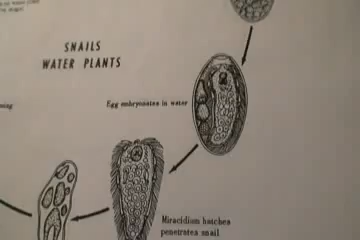 SNAILS
WATER PLANTS
Egg embryonates in water
Miracidium hatches
penetrates snail